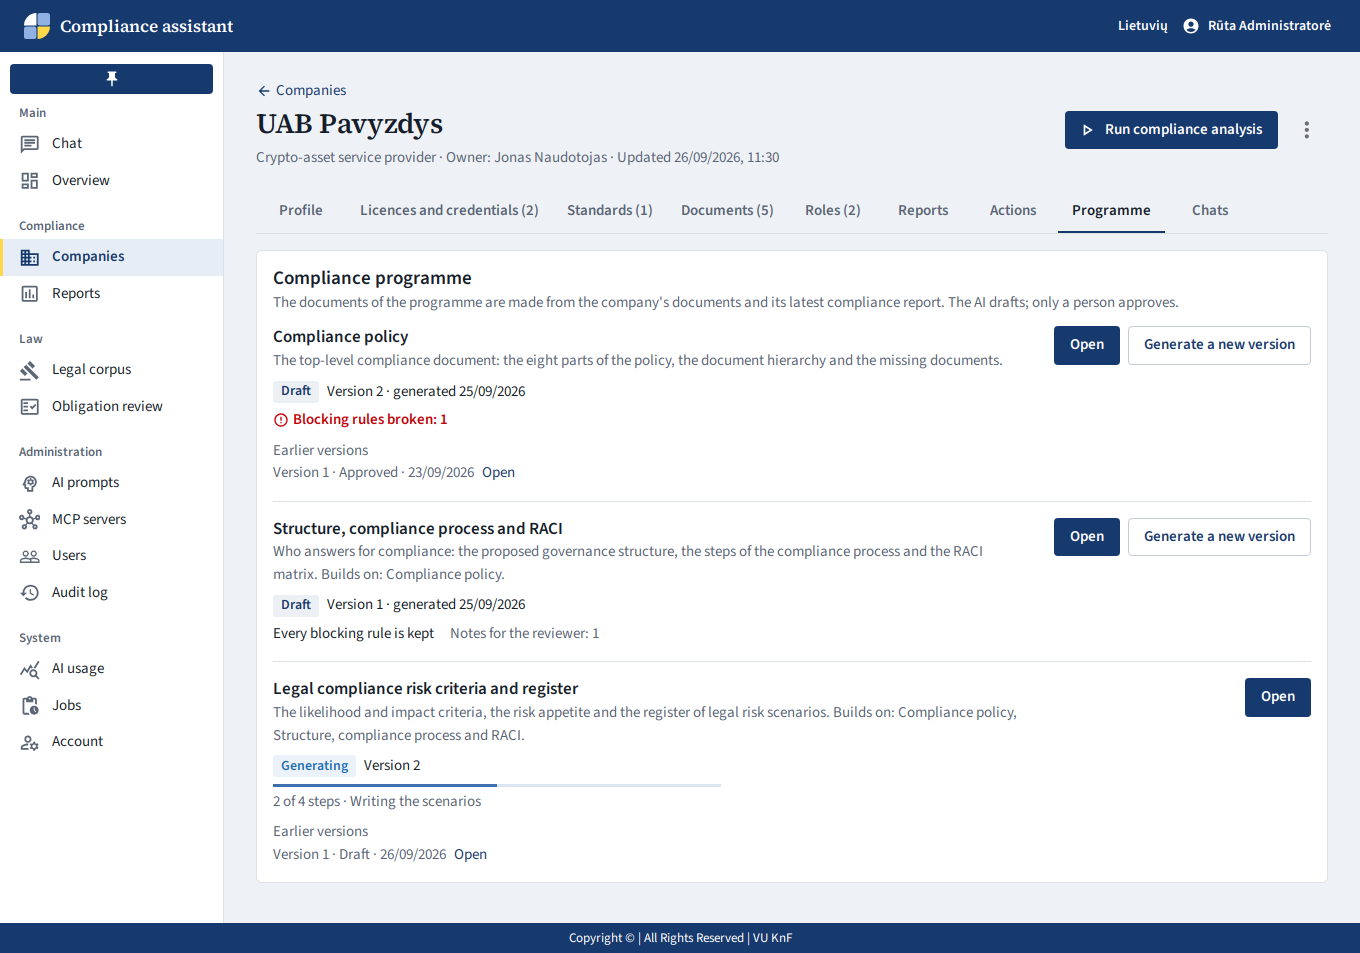 Compliance assistant
Lietuvių
Rūta Administratorė
Main
Chat
Overview
Compliance
Companies
Reports
Law
Legal corpus
Obligation review
Administration
AI prompts
MCP servers
Users
Audit log
System
AI usage
Jobs
Account
Companies
UAB Pavyzdys
Crypto-asset service provider · Owner: Jonas Naudotojas · Updated 26/09/2026, 11:30
Run compliance analysis
Profile
Licences and credentials (2)
Standards (1)
Documents (5)
Roles (2)
Reports
Actions
Programme
Chats
Compliance programme
The documents of the programme are made from the company's documents and its latest compliance report. The AI drafts; only a person approves.
Compliance policy
The top-level compliance document: the eight parts of the policy, the document hierarchy and the missing documents.
Open
Generate a new version
Draft
Version 2 · generated 25/09/2026
Blocking rules broken: 1
Earlier versions
Version 1 · Approved · 23/09/2026 Open
Structure, compliance process and RACI
Who answers for compliance: the proposed governance structure, the steps of the compliance process and the RACI
matrix. Builds on: Compliance policy.
Open
Generate a new version
Draft
Version 1 · generated 25/09/2026
Every blocking rule is kept
Notes for the reviewer: 1
Legal compliance risk criteria and register
The likelihood and impact criteria, the risk appetite and the register of legal risk scenarios. Builds on: Compliance policy,
Structure, compliance process and RACI.
Open
Generating
Version 2
2 of 4 steps · Writing the scenarios
Earlier versions
Version 1 · Draft · 26/09/2026 Open
Copyright © | All Rights Reserved | VU KnF